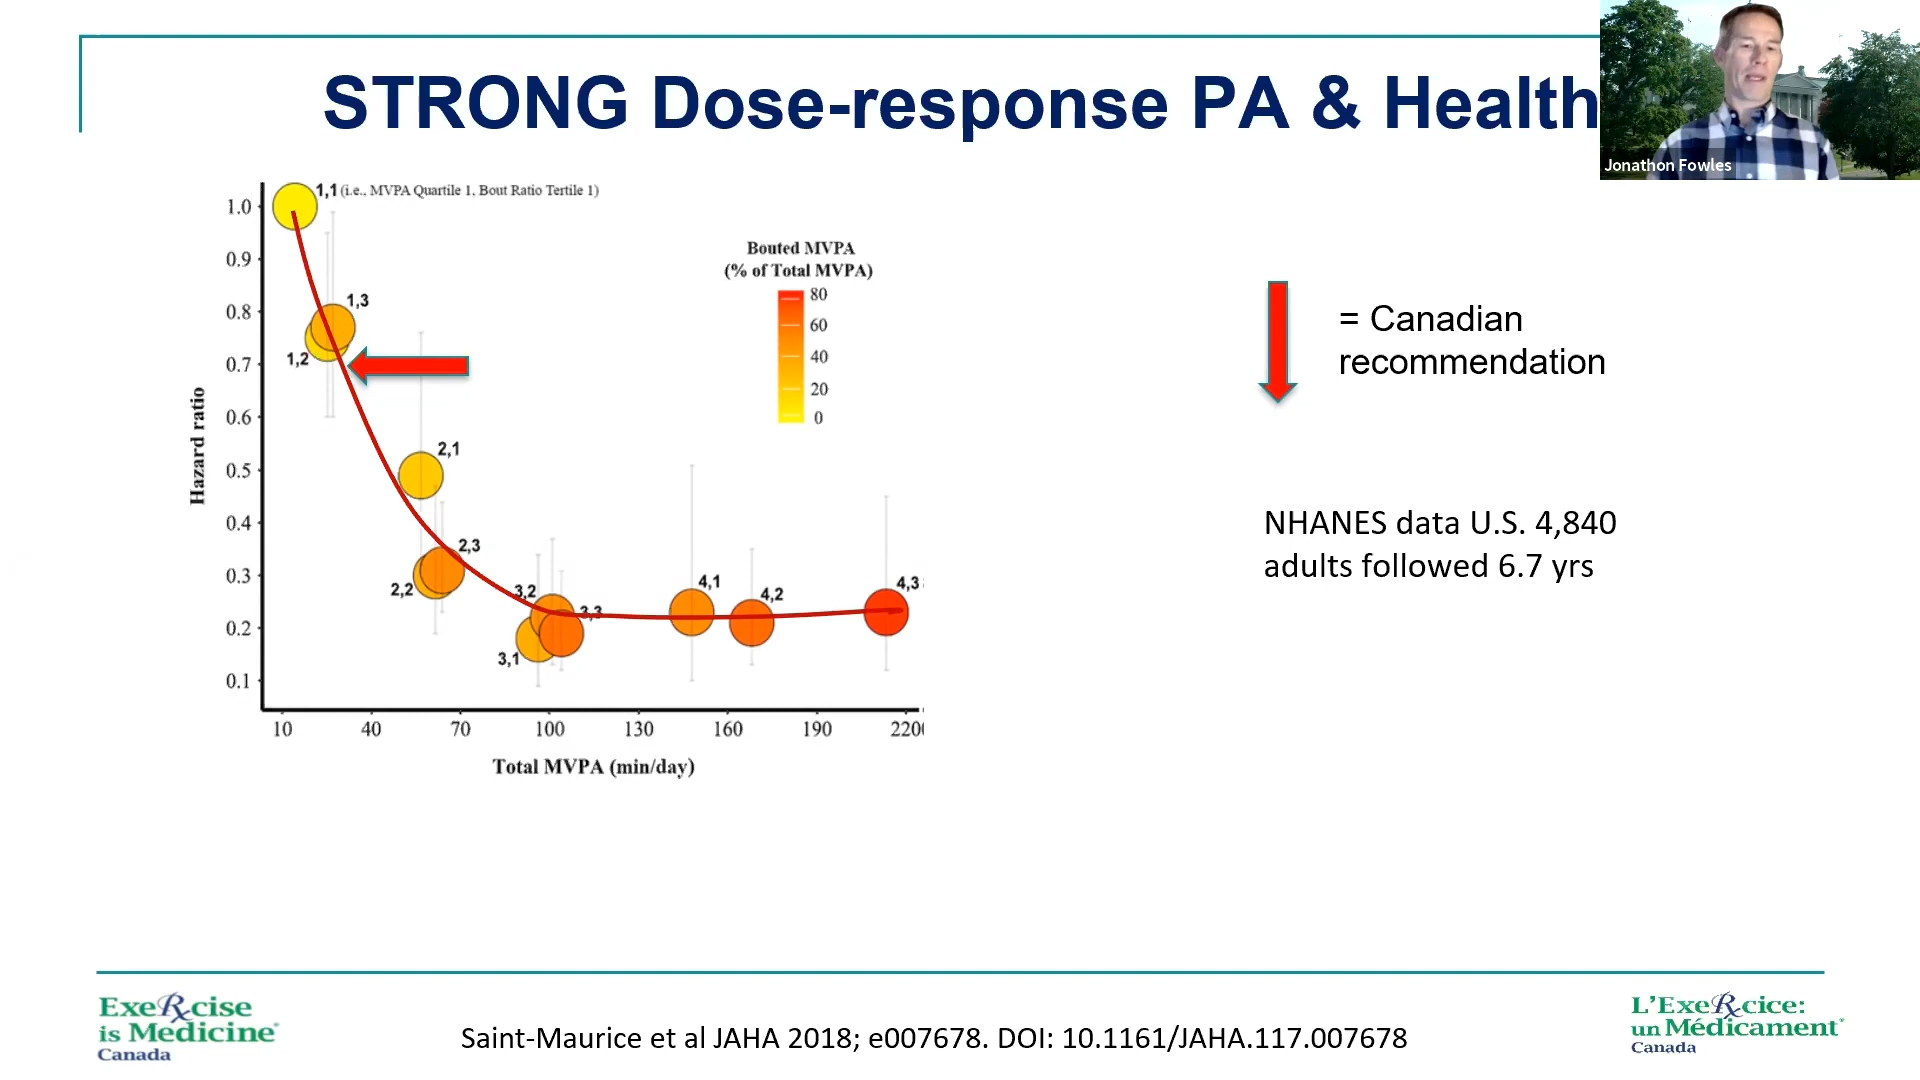 STRONG Dose-response PA & Health
Jonathon Fowles
1,1 (i.e., MVPA Quartile 1, Bout Ratio Tertile 1)
1.0
0.9
0.8
0.7
0.6
0.5
0.4
0.3
0.2
0.1
Hazard ratio
1,3
1,2
2,1
2,3
2,2
3,2
3,3
3,1
4,1
4,2
4,3
Bouted MVPA
(% of Total MVPA)
80
60
40
20
0
10 40 70 100 130 160 190 220
Total MVPA (min/day)
= Canadian
recommendation
NHANES data U.S. 4,840
adults followed 6.7 yrs
ExeRxcise
is Medicine®
Canada
Saint-Maurice et al JAHA 2018; e007678. DOI: 10.1161/JAHA.117.007678
L'ExeRxcice:
un Médicament
Canada